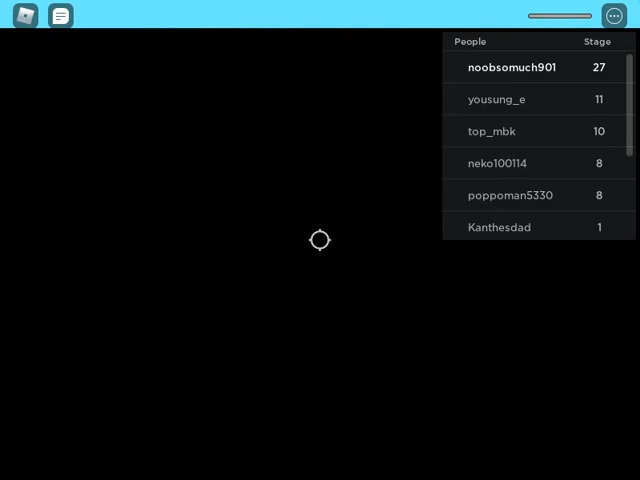 People Stage
noobsomuch901 27
yousung_e 11
top_mbk 10
neko100114 8
poppoman5330 8
Kanthesdad 1